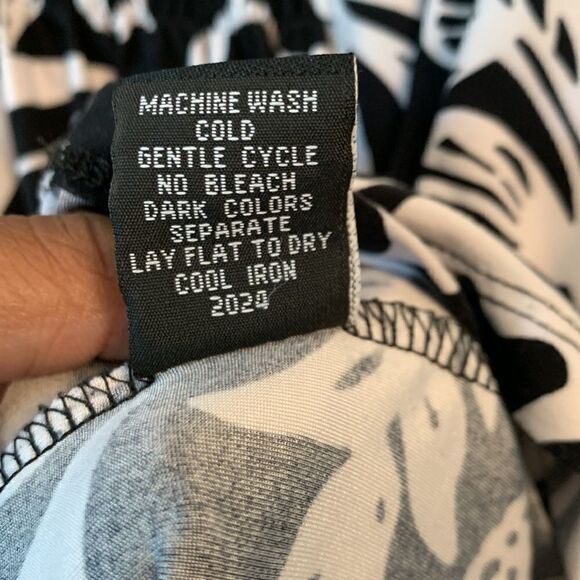 MACHINE WASH
COLD
GENTLE CYCLE
NO BLEACH
DARK COLORS
SEPARATE
LAY FLAT TO DRY
COOL IRON
2024